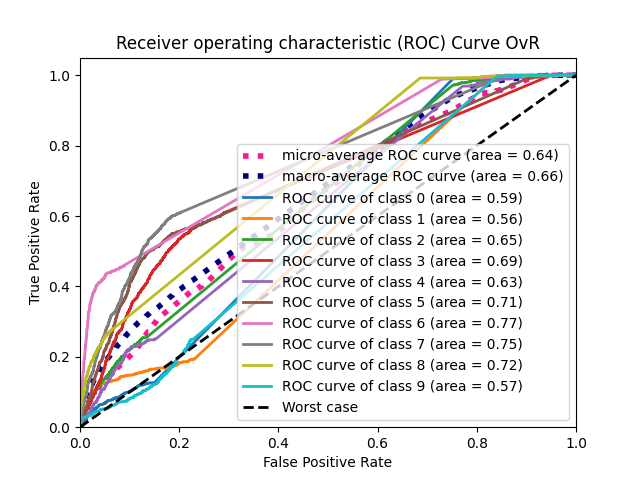 Receiver operating characteristic (ROC) Curve OvR
True Positive Rate
1.0
0.8
0.6
0.4
0.2
0.0
micro-average ROC curve (area = 0.64)
macro-average ROC curve (area = 0.66)
ROC curve of class 0 (area = 0.59)
ROC curve of class 1 (area = 0.56)
ROC curve of class 2 (area = 0.65)
ROC curve of class 3 (area = 0.69)
ROC curve of class 4 (area = 0.63)
ROC curve of class 5 (area = 0.71)
ROC curve of class 6 (area = 0.77)
ROC curve of class 7 (area = 0.75)
ROC curve of class 8 (area = 0.72)
ROC curve of class 9 (area = 0.57)
Worst case
0.0 0.2 0.4 0.6 0.8 1.0
False Positive Rate